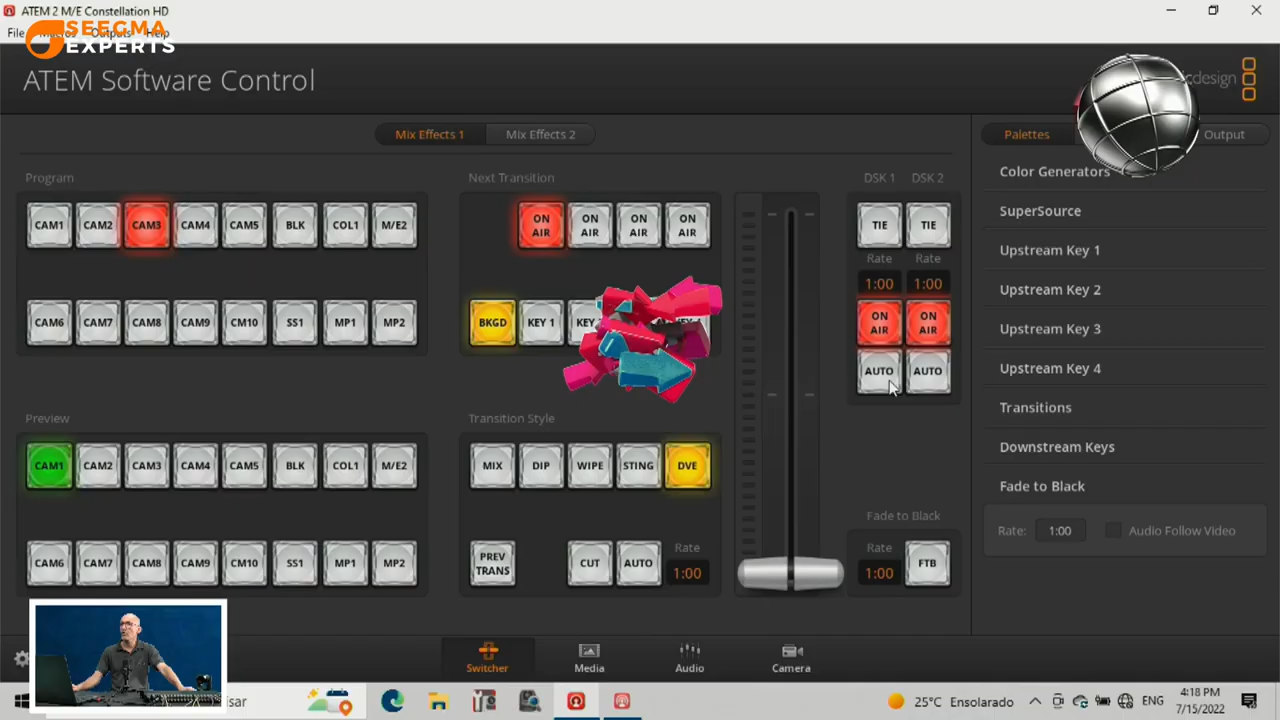 ATEM 2 M/E Constellation HD
File
Outputs
Help
SEEGMA
EXPERTS
ATEM Software Control
cdesign
Mix Effects 1
Mix Effects 2
Palettes
Output
Program
CAM1 CAM2 CAM3 CAM4 CAM5 BLK COL1 M/E2
CAM6 CAM7 CAM8 CAM9 CM10 SS1 MP1 MP2
Next Transition
ON AIR ON AIR ON AIR ON AIR
BKGD KEY 1 KEY
DSK 1 DSK 2
TIE TIE
Rate Rate
1:00 1:00
ON AIR ON AIR
AUTO AUTO
Color Generators
SuperSource
Upstream Key 1
Upstream Key 2
Upstream Key 3
Upstream Key 4
Transitions
Downstream Keys
Fade to Black
Rate: 1:00 Audio Follow Video
Preview
CAM1 CAM2 CAM3 CAM4 CAM5 BLK COL1 M/E2
CAM6 CAM7 CAM8 CAM9 CM10 SS1 MP1 MP2
Transition Style
MIX DIP WIPE STING DVE
PREV TRANS CUT AUTO
Rate
1:00
Fade to Black
Rate
1:00 FTB
Switcher
Media
Audio
Camera
isar
25°C Ensolarado
ENG
4:18 PM
7/15/2022